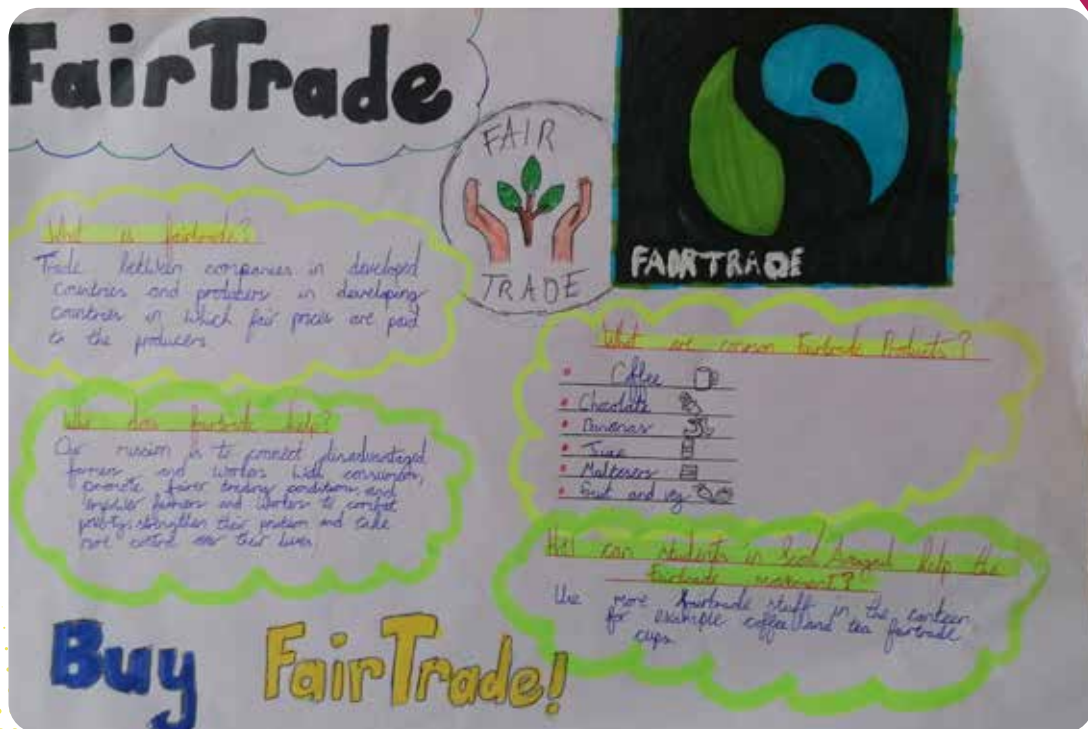 FairTrade
FAIR
TRADE
FAIRTRADE
What is fairtrade?
Trade between companies in developed
countries and producers in developing
countries in which fair prices are paid
to the producers
Who does fairtrade help?
Our mission is to connect disadvantaged
farmers and workers with consumers,
promote fairer trading conditions and
empower farmers and workers to combat
poverty, strengthen their position and take
more control over their lives
What are common Fairtrade Products?
Coffee
Chocolate
Bananas
Juice
Maltesers
fruit and veg
How can students in help the
Fairtrade movement?
Use more fairtrade stuff in the canteen
for example coffee and tea fairtrade
cups
Buy FairTrade!